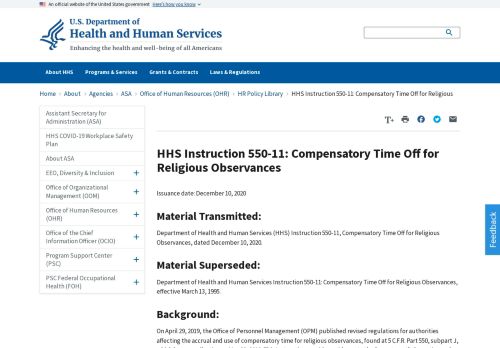 An official website of the United States government Here's how you know
U.S. Department of
Health and Human Services
Enhancing the health and well-being of all Americans
About HHS Programs & Services Grants & Contracts Laws & Regulations
Home > About > Agencies > ASA > Office of Human Resources (OHR) > HR Policy Library > HHS Instruction 550-11: Compensatory Time Off for Religious
Assistant Secretary for
Administration (ASA)
HHS COVID-19 Workplace Safety
Plan
About ASA
EEO, Diversity & Inclusion
Office of Organizational
Management (OOM)
Office of Human Resources
(OHR)
Office of the Chief
Information Officer (OCIO)
Program Support Center
(PSC)
PSC Federal Occupational
Health (FOH)
T+
HHS Instruction 550-11: Compensatory Time Off for
Religious Observances
Issuance date: December 10, 2020
Material Transmitted:
Department of Health and Human Services (HHS) Instruction 550-11, Compensatory Time Off for Religious
Observances, dated December 10, 2020.
Material Superseded:
Department of Health and Human Services Instruction 550-11: Compensatory Time Off for Religious Observances,
effective March 13, 1995.
Background:
On April 29, 2019, the Office of Personnel Management (OPM) published revised regulations for authorities
affecting the accrual and use of compensatory time for religious observances, found at 5 C.F.R. Part 550, subpart J,
Feedback